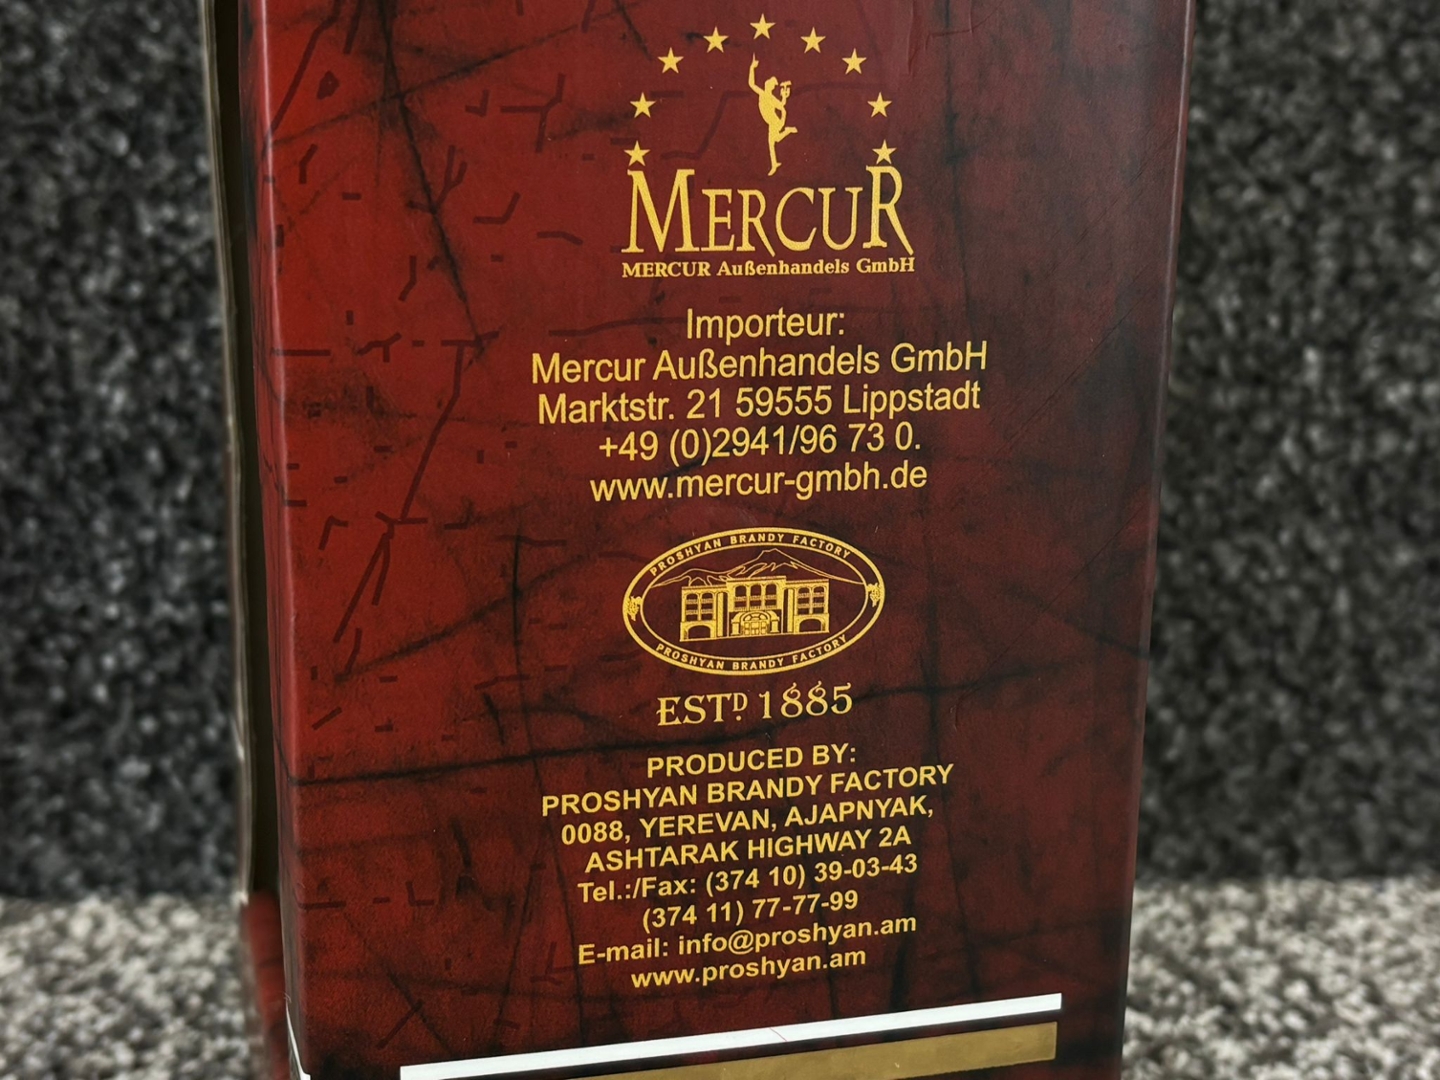 MERCUR
MERCUR Außenhandels GmbH
Importeur:
Mercur Außenhandels GmbH
Marktstr. 21 59555 Lippstadt
+49 (0)2941/96 73 0.
www.mercur-gmbh.de
PROSHYAN BRANDY FACTORY
PROSHYAN BRANDY FACTORY
ESTD. 1885
PRODUCED BY:
PROSHYAN BRANDY FACTORY
0088, YEREVAN, AJAPNYAK,
ASHTARAK HIGHWAY 2A
Tel.:/Fax: (374 10) 39-03-43
(374 11) 77-77-99
E-mail: info@proshyan.am
www.proshyan.am